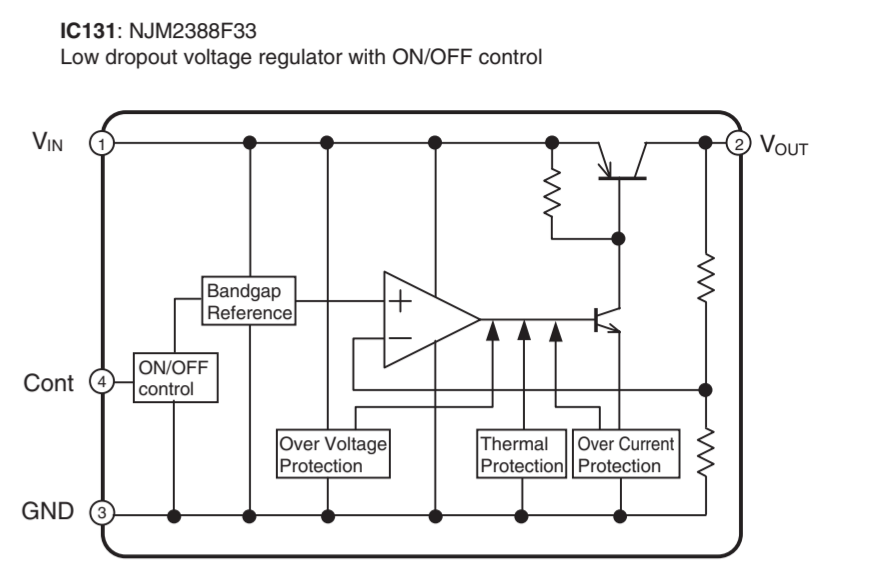 IC131: NJM2388F33
Low dropout voltage regulator with ON/OFF control
VIN
1
2
VOUT
Bandgap
Reference
+
−
Cont
4
ON/OFF
control
Over Voltage
Protection
Thermal
Protection
Over Current
Protection
GND
3